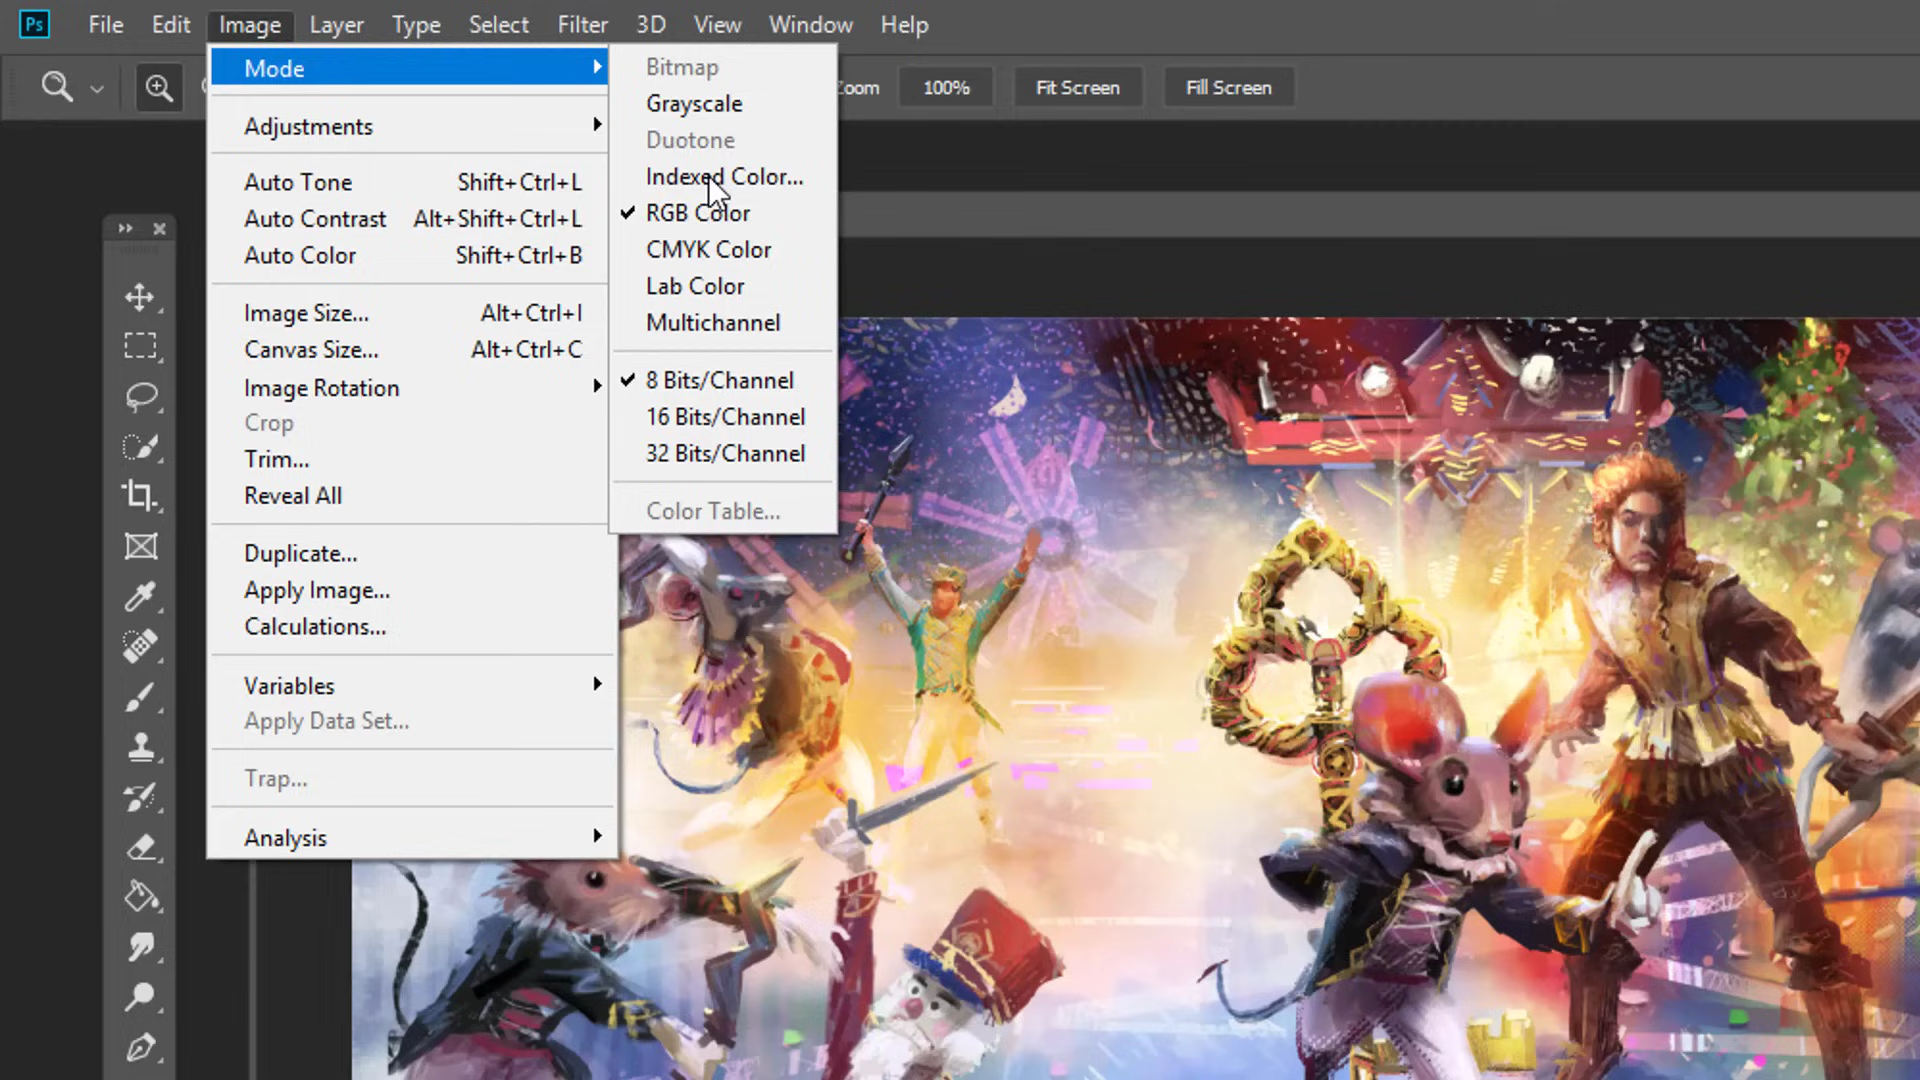 Ps File Edit Image Layer Type Select Filter 3D View Window Help
Zoom 100% Fit Screen Fill Screen
Mode
Adjustments
Auto Tone Shift+Ctrl+L
Auto Contrast Alt+Shift+Ctrl+L
Auto Color Shift+Ctrl+B
Image Size... Alt+Ctrl+I
Canvas Size... Alt+Ctrl+C
Image Rotation
Crop
Trim...
Reveal All
Duplicate...
Apply Image...
Calculations...
Variables
Apply Data Set...
Trap...
Analysis
Bitmap
Grayscale
Duotone
Indexed Color...
RGB Color
CMYK Color
Lab Color
Multichannel
8 Bits/Channel
16 Bits/Channel
32 Bits/Channel
Color Table...